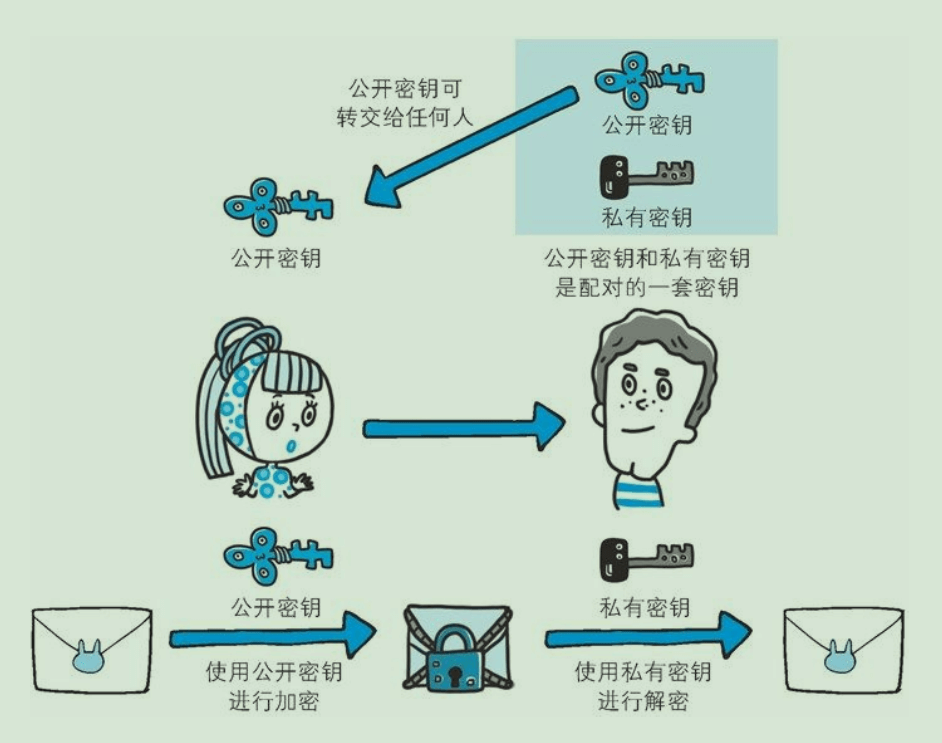 公开密钥可
转交给任何人
公开密钥
私有密钥
公开密钥
公开密钥和私有密钥
是配对的一套密钥
公开密钥
私有密钥
使用公开密钥
进行加密
使用私有密钥
进行解密